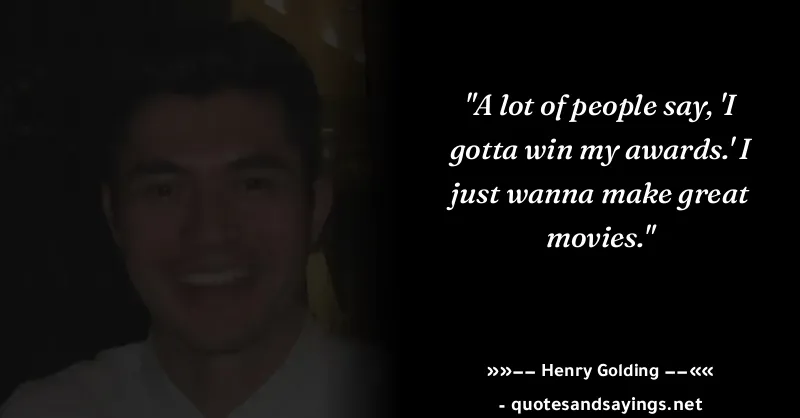 "A lot of people say, 'I
gotta win my awards.' I
just wanna make great
movies."
»»−− Henry Golding −−««
- quotesandsayings.net